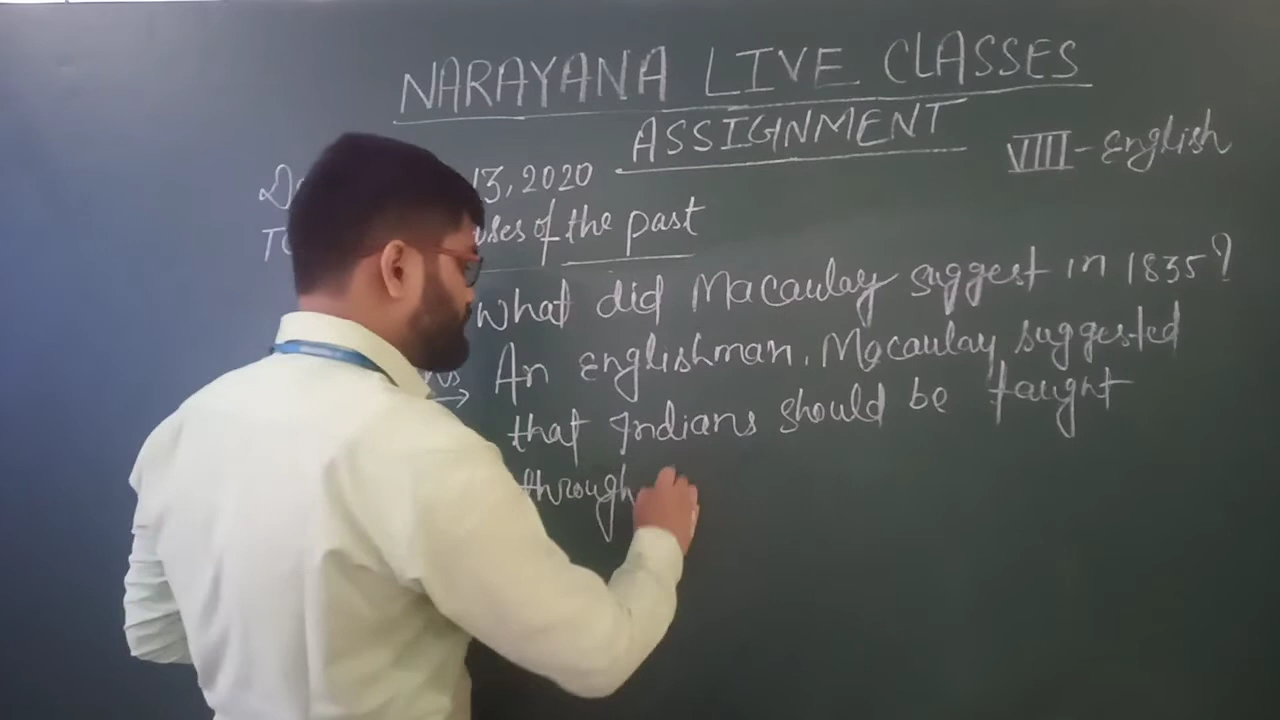 NARAYANA LIVE CLASSES
ASSIGNMENT
VIII - English
13, 2020
of the past
What did Macaulay suggest in 1835?
An Englishman, Macaulay suggested
that Indians should be taught
through